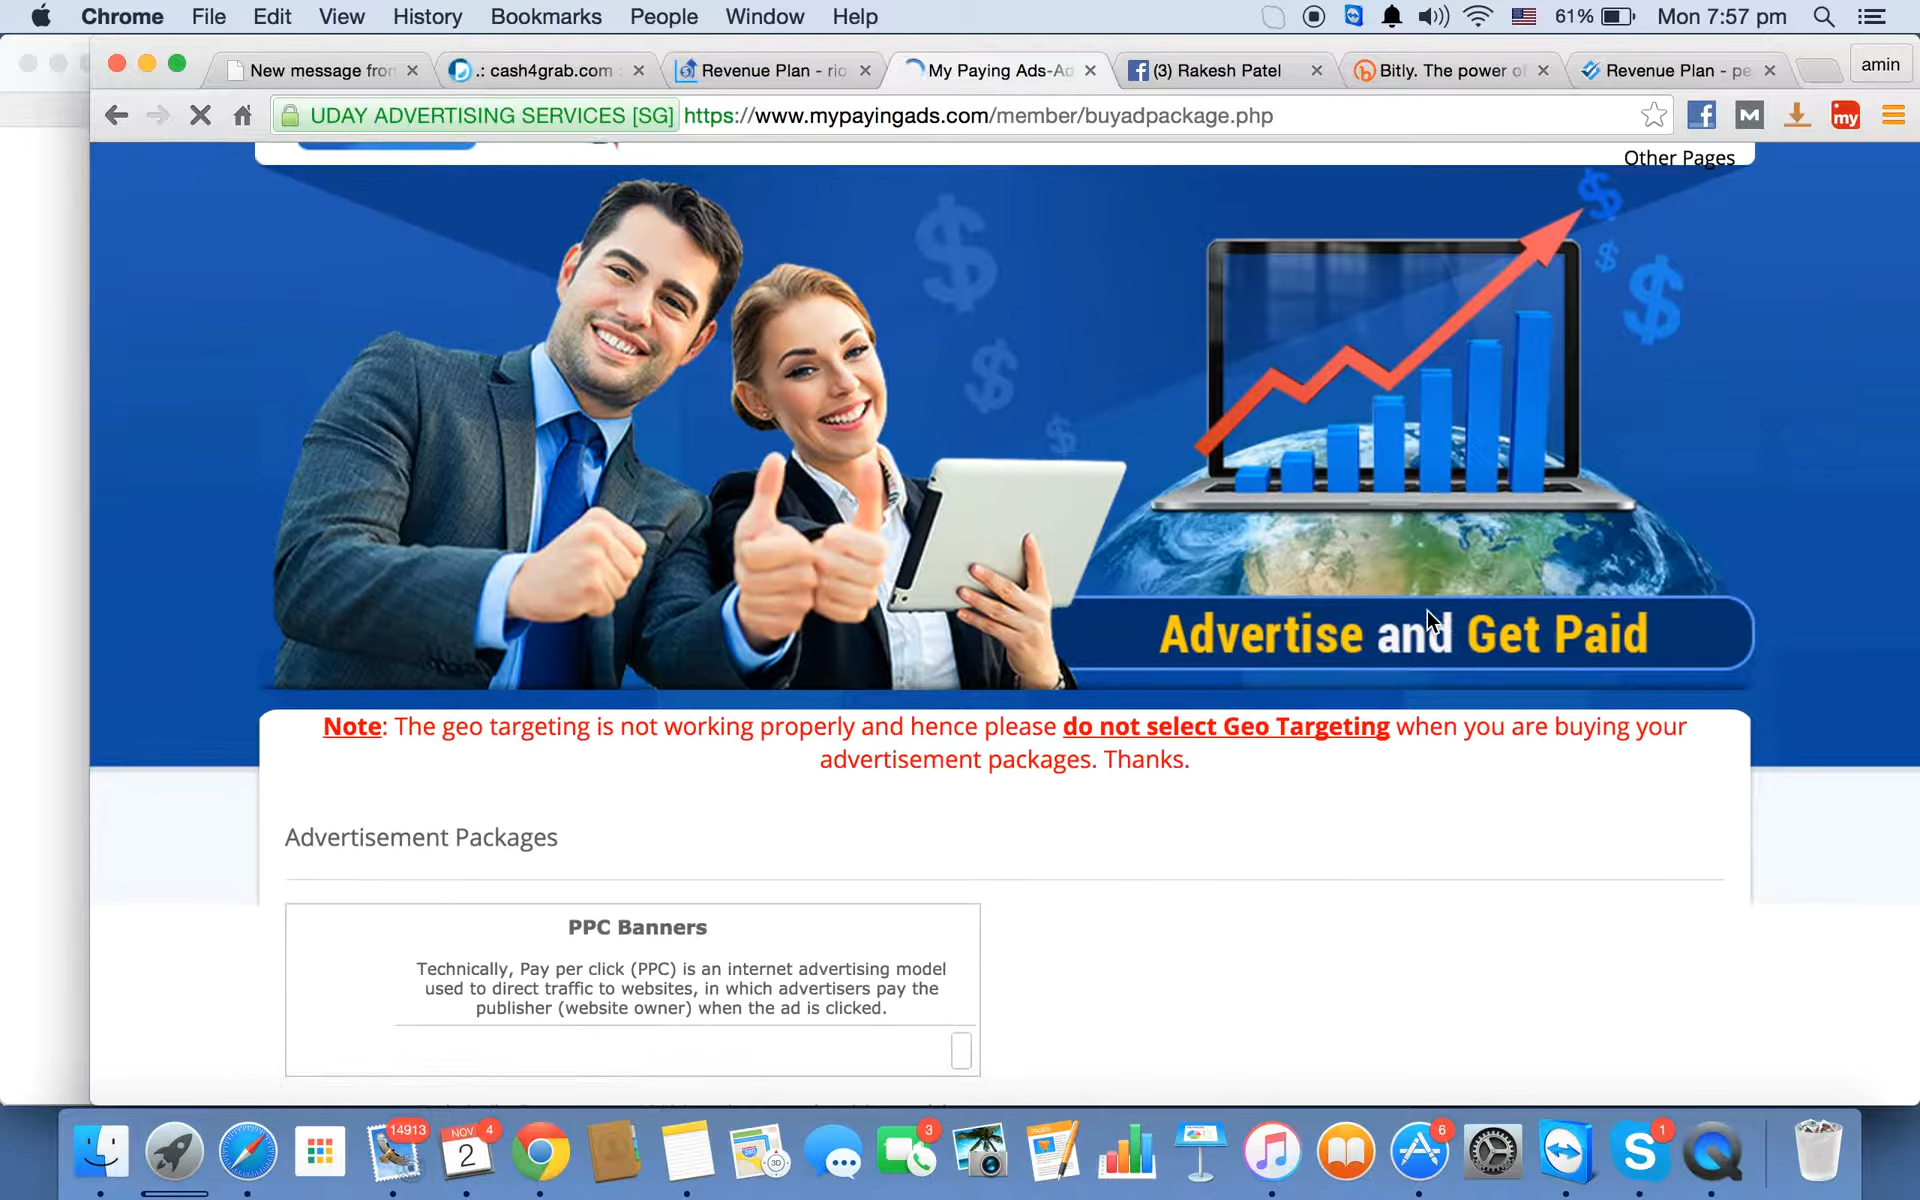 Chrome File Edit View History Bookmarks People Window Help 61% Mon 7:57 pm
New message from .: cash4grab.com Revenue Plan - rio My Paying Ads-Ad (3) Rakesh Patel Bitly. The power of Revenue Plan - pe amin
UDAY ADVERTISING SERVICES [SG] https://www.mypayingads.com/member/buyadpackage.php
Other Pages
Advertise and Get Paid
Note: The geo targeting is not working properly and hence please do not select Geo Targeting when you are buying your
advertisement packages. Thanks.
Advertisement Packages
PPC Banners
Technically, Pay per click (PPC) is an internet advertising model
used to direct traffic to websites, in which advertisers pay the
publisher (website owner) when the ad is clicked.
14913 NOV 4 2 3D 3 6 1